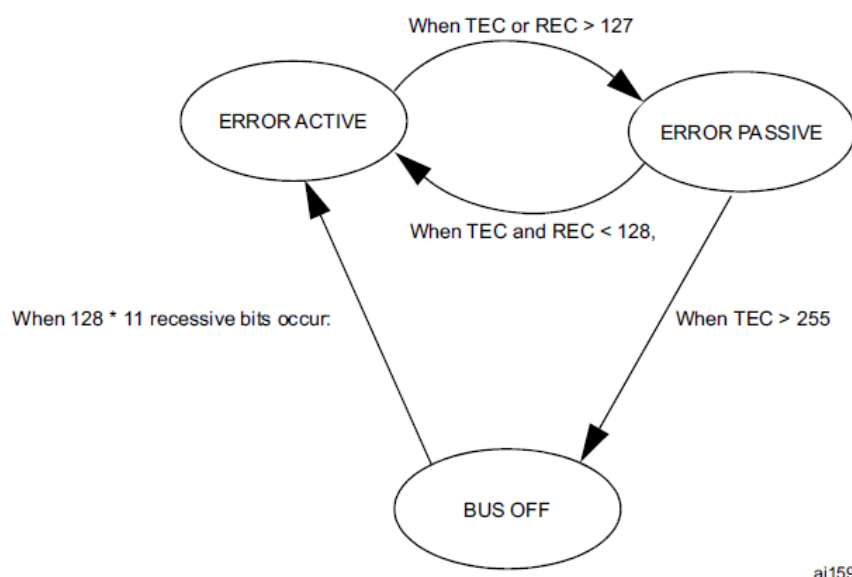 When TEC or REC > 127
ERROR ACTIVE
ERROR PASSIVE
When TEC and REC < 128,
When 128 * 11 recessive bits occur:
When TEC > 255
BUS OFF
ai159